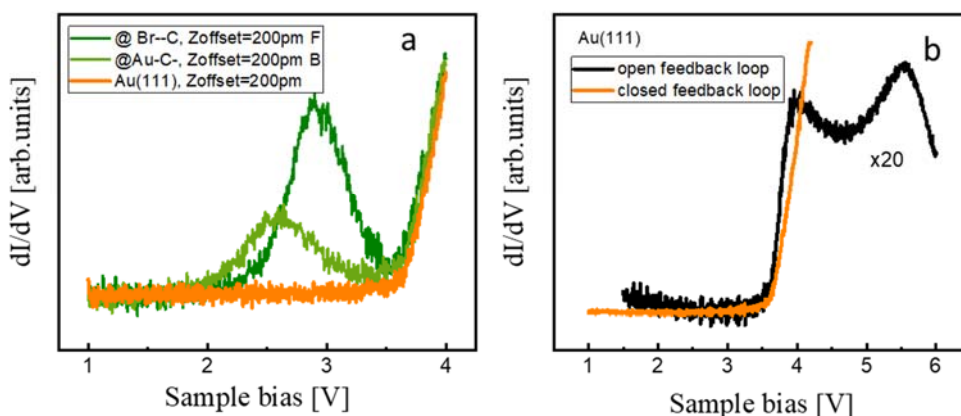 @ Br--C, Zoffset=200pm F
@Au-C-, Zoffset=200pm B
Au(111), Zoffset=200pm
a
dI/dV [arb.units]
1 2 3 4
Sample bias [V]
Au(111)
b
open feedback loop
closed feedback loop
x20
dI/dV [arb.units]
1 2 3 4 5 6
Sample bias [V]